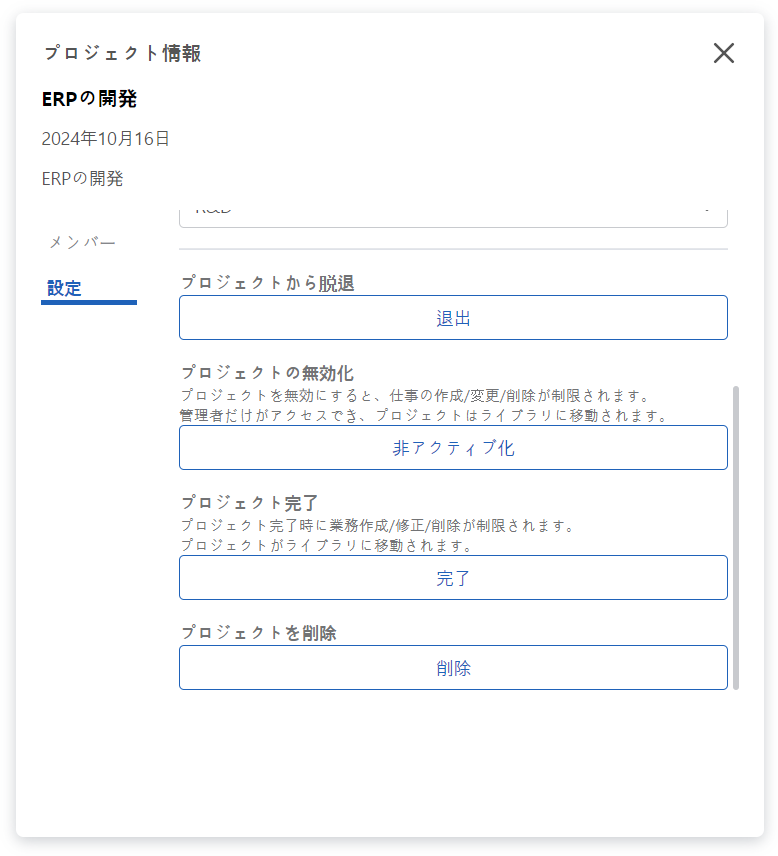 プロジェクト情報
ERPの開発
2024年10月16日
ERPの開発
メンバー
設定
プロジェクトから脱退
退出
プロジェクトの無効化
プロジェクトを無効にすると、仕事の作成/変更/削除が制限されます。
管理者だけがアクセスでき、プロジェクトはライブラリに移動されます。
非アクティブ化
プロジェクト完了
プロジェクト完了時に業務作成/修正/削除が制限されます。
プロジェクトがライブラリに移動されます。
完了
プロジェクトを削除
削除